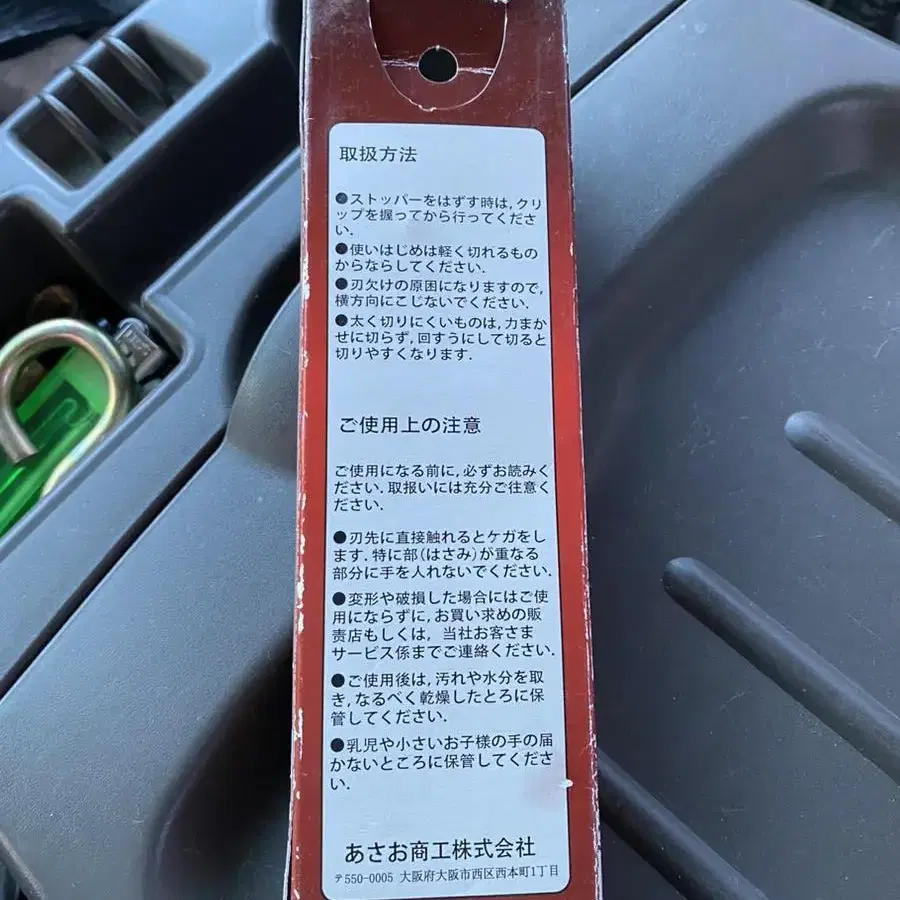 取扱方法
●ストッパーをはずす時は,クリ
ップを握ってから行ってくださ
い.
●使いはじめは軽く切れるもの
からならしてください.
●刃欠けの原困になりますので,
横方向にこじないでください.
●太く切りにくいものは,力まか
せに切らず,回すうにして切ると
切りやすくなります.
ご使用上の注意
ご使用になる前に,必ずお読みく
ださい.取扱いには充分ご注意く
ださい.
●刃先に直接触れるとケガをし
ます.特に部(はさみ)が重なる
部分に手を人れないでください.
●変形や破損した場合にはご使
用にならずに,お買い求めの販
责店もしくは,当社お客さま
サービス係までご連絡ください.
●ご使用後は,汚れや水分を取
き,なるべく乾燥したとろに保
管してください.
●乳児や小さいお子様の手の届
かないところに保管してくださ
い.
あさお商工株式会社
〒550-0005 大阪府大阪市西区西本町1丁目